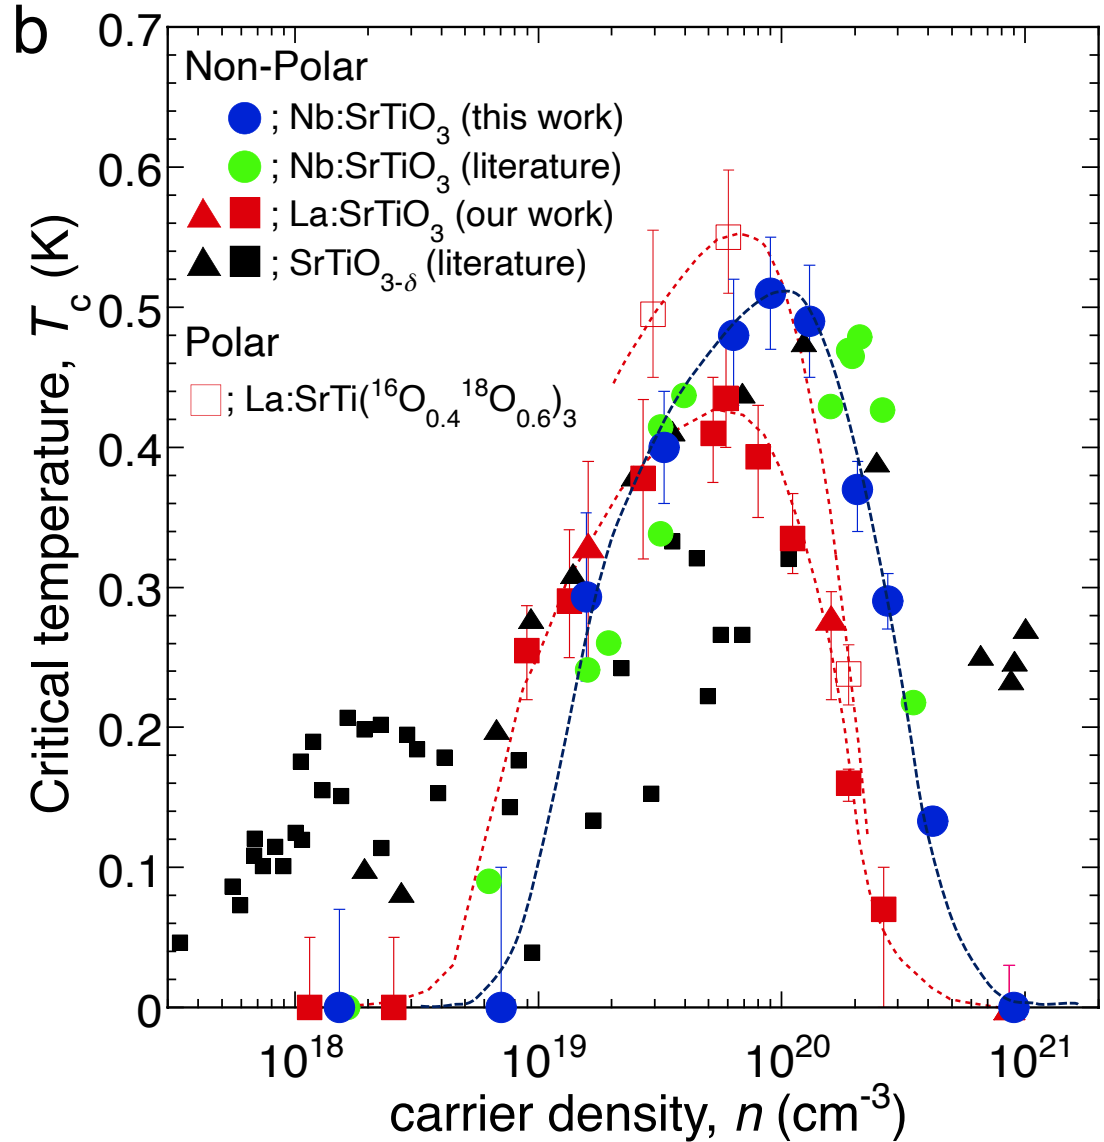 b
Non-Polar
; Nb:SrTiO3 (this work)
; Nb:SrTiO3 (literature)
; La:SrTiO3 (our work)
; SrTiO3-δ (literature)
Polar
; La:SrTi(16O0.4 18O0.6)3
Critical temperature, Tc (K)
0.7
0.6
0.5
0.4
0.3
0.2
0.1
0
10^18
10^19
10^20
10^21
carrier density, n (cm-3)